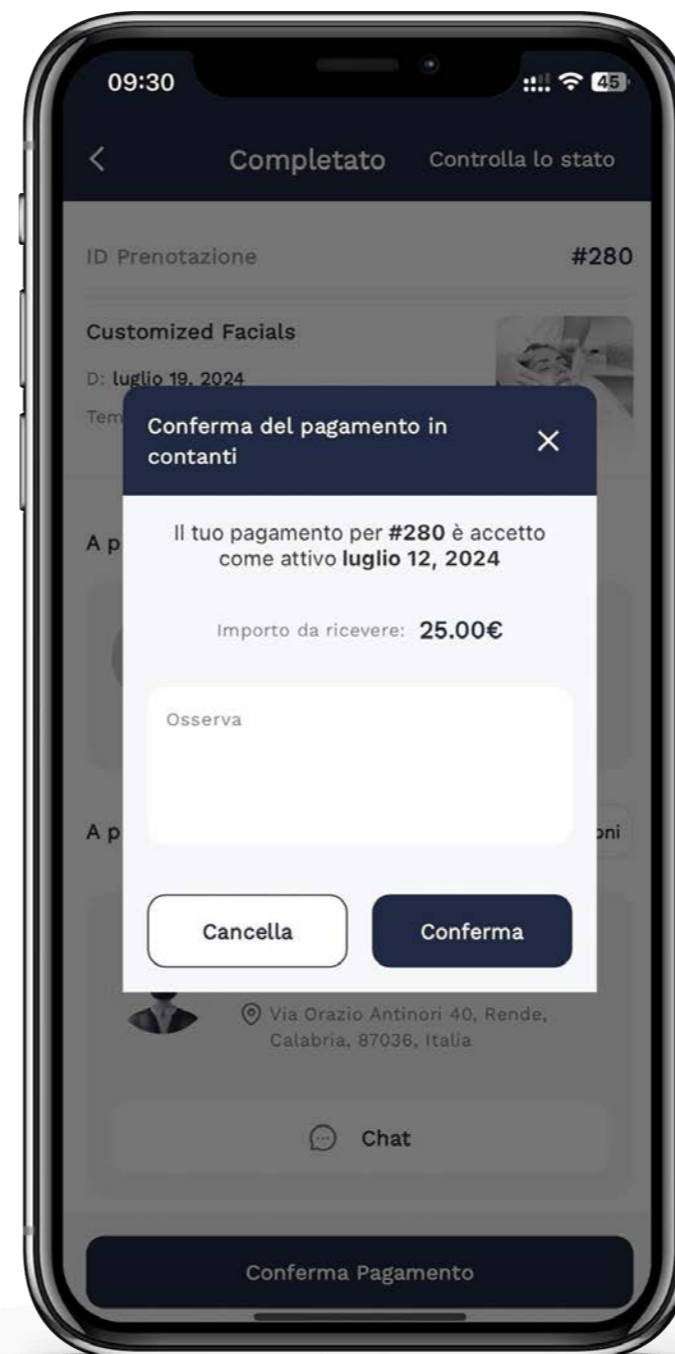 09:30
45
Completato
Controlla lo stato
ID Prenotazione
#280
Customized Facials
D: luglio 19, 2024
Tem
Conferma del pagamento in
contanti
Il tuo pagamento per #280 è accetto
come attivo luglio 12, 2024
A p
Importo da ricevere: 25.00€
Osserva
A p
oni
Cancella
Conferma
Via Orazio Antinori 40, Rende,
Calabria, 87036, Italia
Chat
Conferma Pagamento